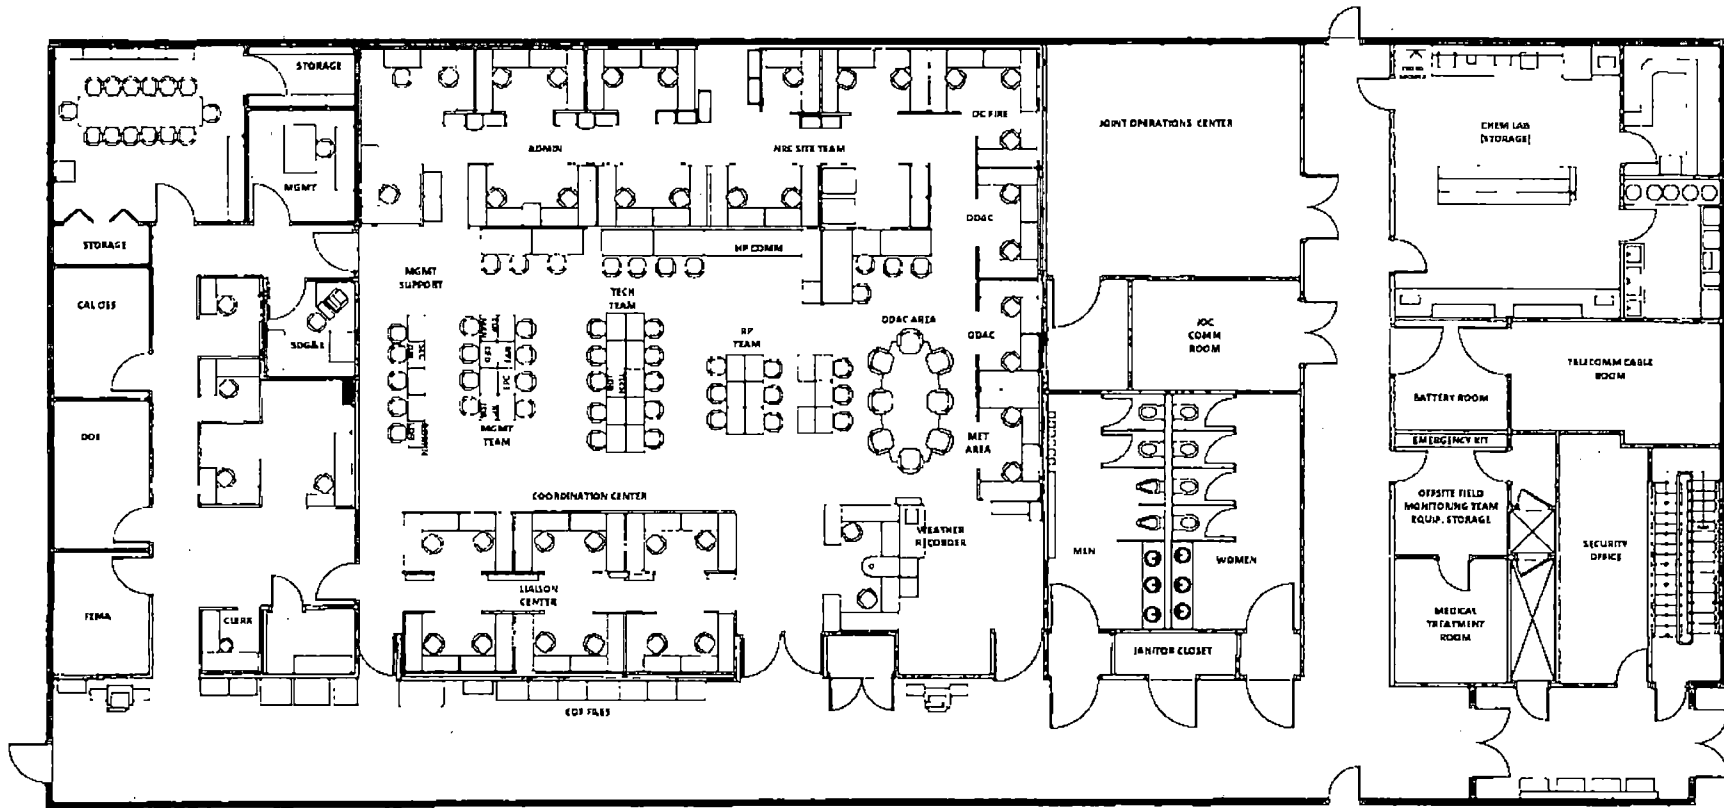 STORAGE
MGMT
STORAGE
CAL OES
SDG&E
DOE
FEMA
CLERK
ADMIN
NRC SITE TEAM
OC FIRE
ODAC
HP COMM
MGMT
SUPPORT
TECH
TEAM
RP
TEAM
ODAC AREA
ODAC
MGMT
TEAM
MET
AREA
COORDINATION CENTER
WEATHER
RECORDER
LIAISON
CENTER
EOF FILES
JOINT OPERATIONS CENTER
JOC
COMM
ROOM
MEN
WOMEN
JANITOR CLOSET
CHEM LAB
(STORAGE)
TELECOMM CABLE
ROOM
BATTERY ROOM
EMERGENCY KIT
OFFSITE FIELD
MONITORING TEAM
EQUIP. STORAGE
SECURITY
OFFICE
MEDICAL
TREATMENT
ROOM